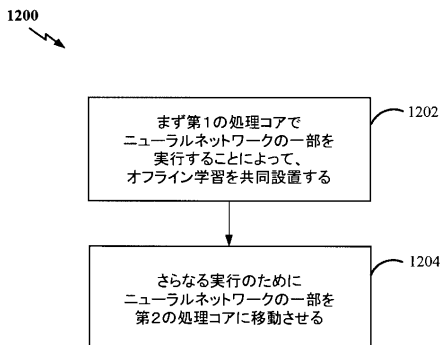 1200
まず第1の処理コアで
ニューラルネットワークの一部を
実行することによって、
オフライン学習を共同設置する
1202
さらなる実行のために
ニューラルネットワークの一部を
第2の処理コアに移動させる
1204